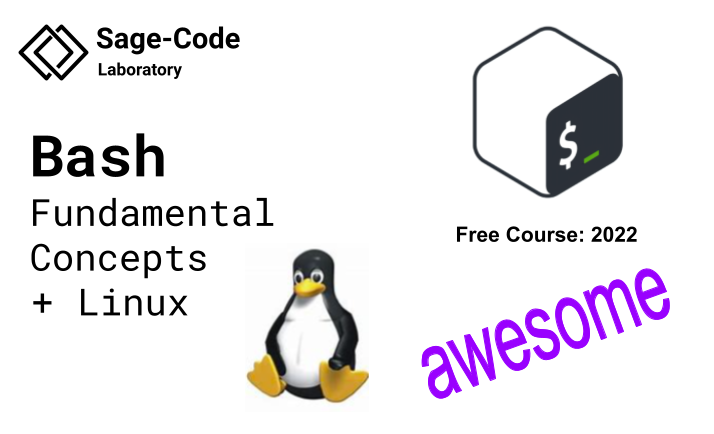 Sage-Code
Laboratory
Bash
Fundamental
Concepts
+ Linux
$_
Free Course: 2022
awesome